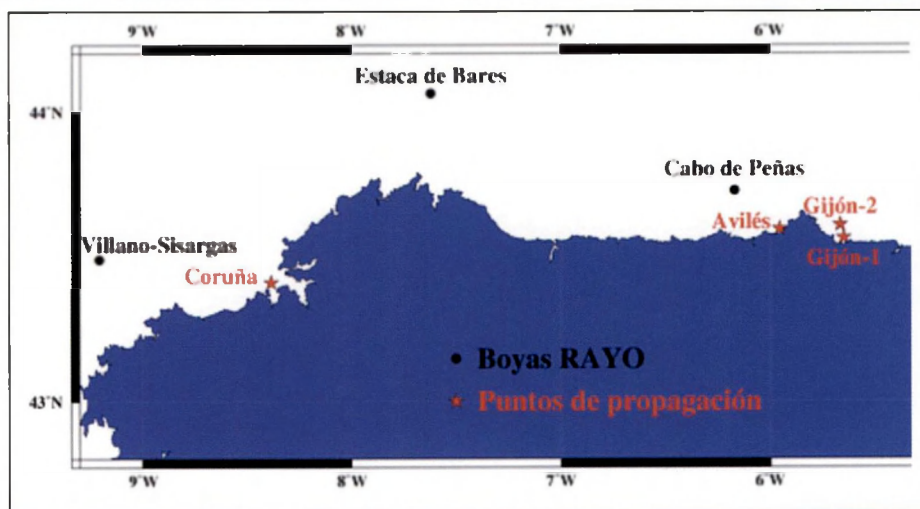 9°W 8°W 7°W 6°W
Estaca de Bares
44°N
Cabo de Peñas
Gijón-2
Avilés
Villano-Sisargas
Gijón-1
Coruña
Boyas RAYO
43°N
Puntos de propagación
9°W 8°W 7°W 6°W